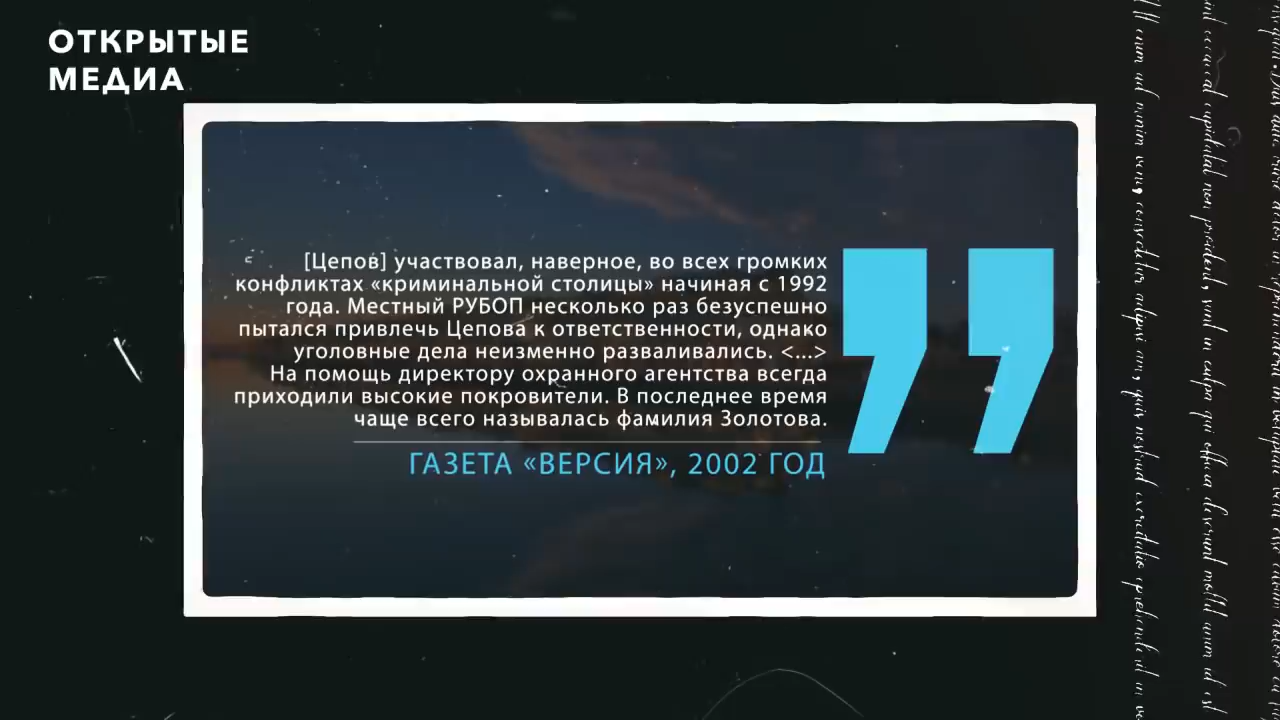 ОТКРЫТЫЕ
МЕДИА
[Цепов] участвовал, наверное, во всех громких
конфликтах «криминальной столицы» начиная с 1992
года. Местный РУБОП несколько раз безуспешно
пытался привлечь Цепова к ответственности, однако
уголовные дела неизменно разваливались. <...>
На помощь директору охранного агентства всегда
приходили высокие покровители. В последнее время
чаще всего называлась фамилия Золотова.
ГАЗЕТА «ВЕРСИЯ», 2002 ГОД